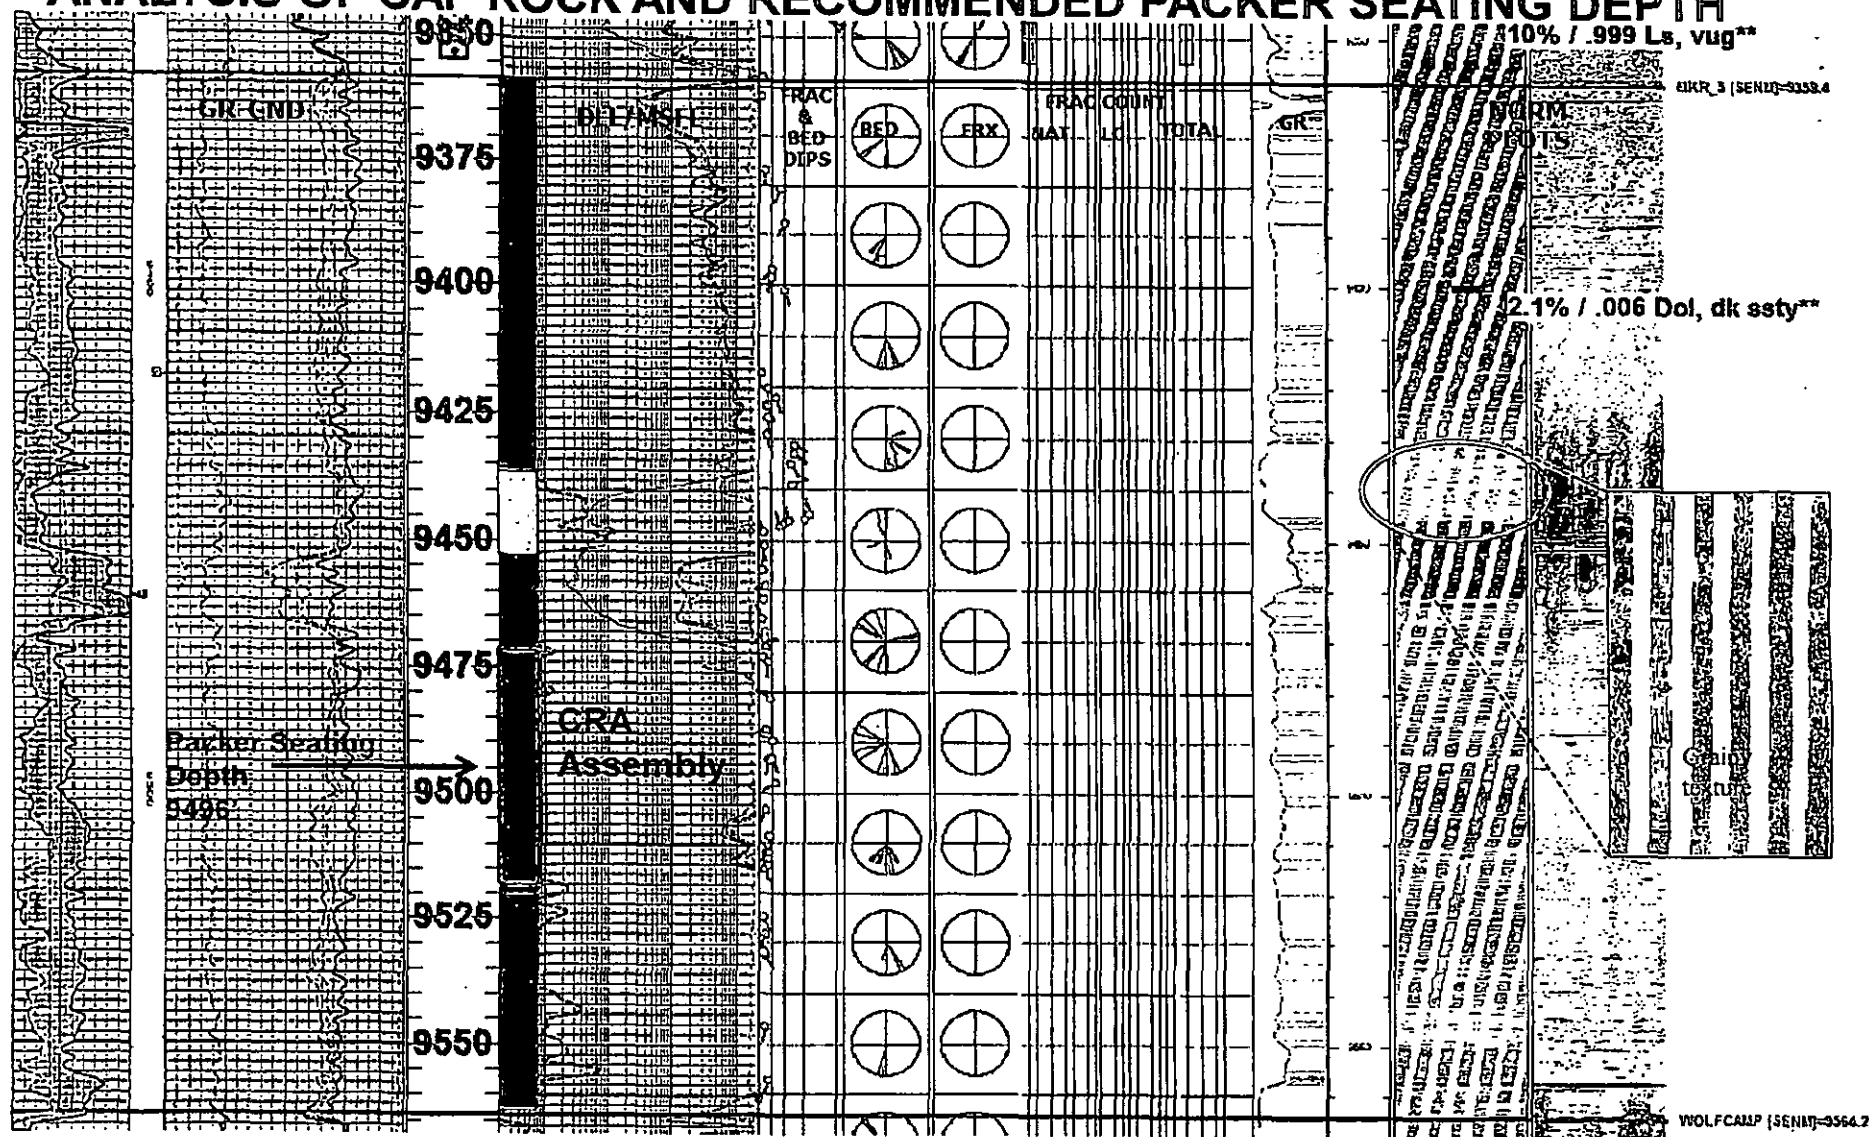 ANALYSIS OF CAP ROCK AND RECOMMENDED PACKER SEATING DEPTH
10% / .999 Ls, vug**
GR-CND
DLL/MSFL
FRAC
&
BED
DIPS
BED
FRX
FRAC COUNT
NAT
LC
TOTAL
GR
NORM
9375
9400
2.1% / .006 Dol, dk ssty**
9425
9450
9475
Packer Seating
Depth
9496'
CRA
Assembly
9500
Grainy
texture
9525
9550